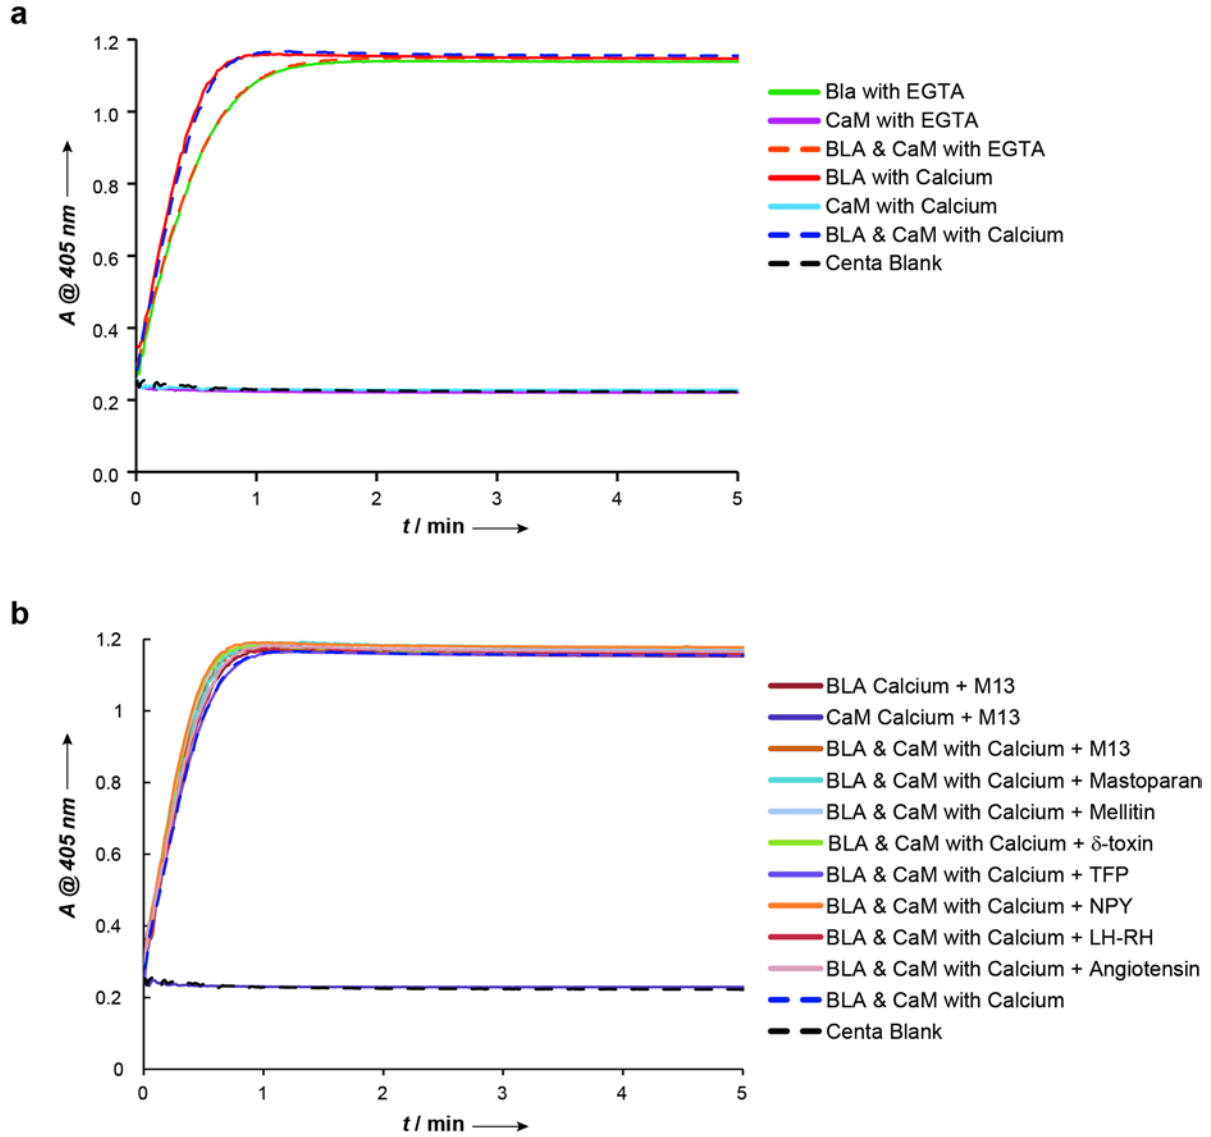 a
1.2
1.0
0.8
0.6
0.4
0.2
0.0
A @ 405 nm
0 1 2 3 4 5
t / min
Bla with EGTA
CaM with EGTA
BLA & CaM with EGTA
BLA with Calcium
CaM with Calcium
BLA & CaM with Calcium
Centa Blank
b
1.2
1
0.8
0.6
0.4
0.2
0
A @ 405 nm
0 1 2 3 4 5
t / min
BLA Calcium + M13
CaM Calcium + M13
BLA & CaM with Calcium + M13
BLA & CaM with Calcium + Mastoparan
BLA & CaM with Calcium + Mellitin
BLA & CaM with Calcium + δ-toxin
BLA & CaM with Calcium + TFP
BLA & CaM with Calcium + NPY
BLA & CaM with Calcium + LH-RH
BLA & CaM with Calcium + Angiotensin
BLA & CaM with Calcium
Centa Blank